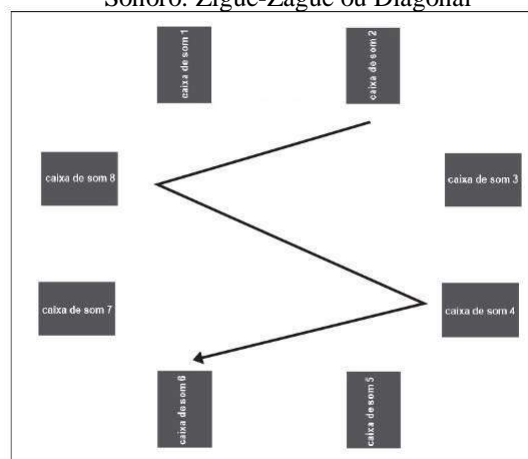 Sonoro: Zigue-Zague ou Diagonal
caixa de som 1
caixa de som 2
caixa de som 8
caixa de som 3
caixa de som 7
caixa de som 4
caixa de som 6
caixa de som 5